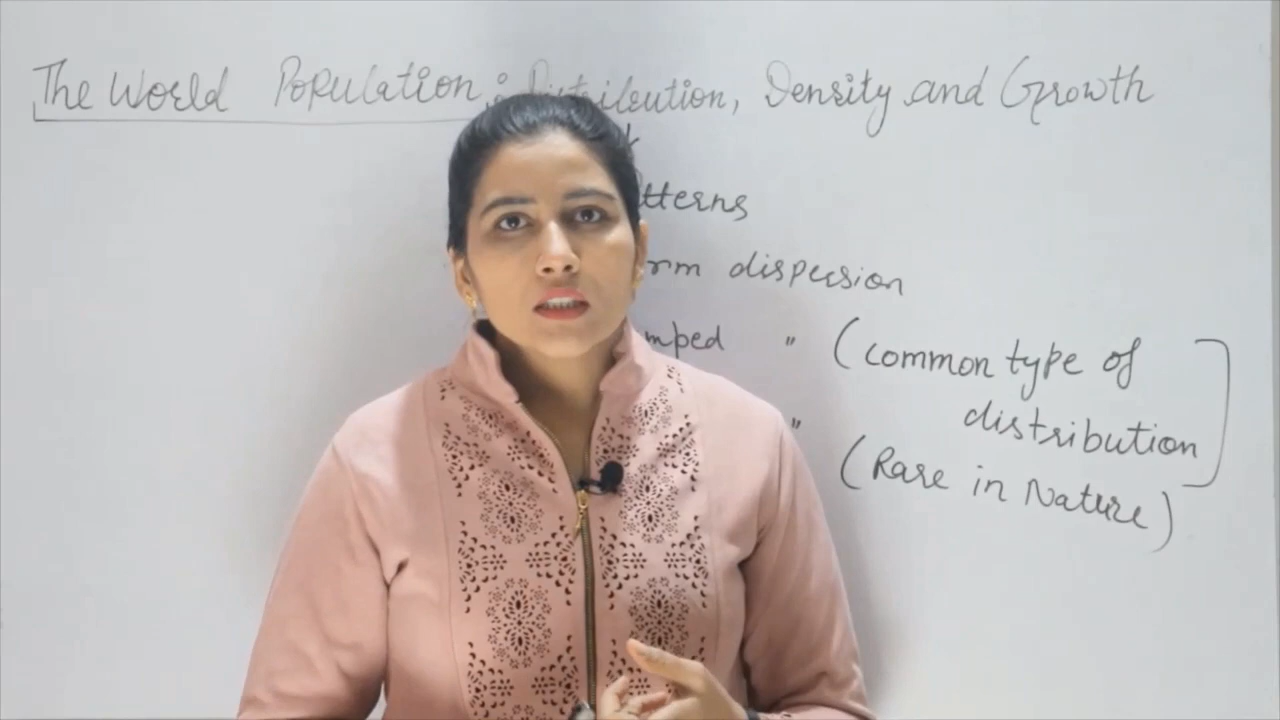 The World Population : Distribution, Density and Growth
tterns
rm dispersion
mped " (common type of
distribution
"
(Rare in Nature)